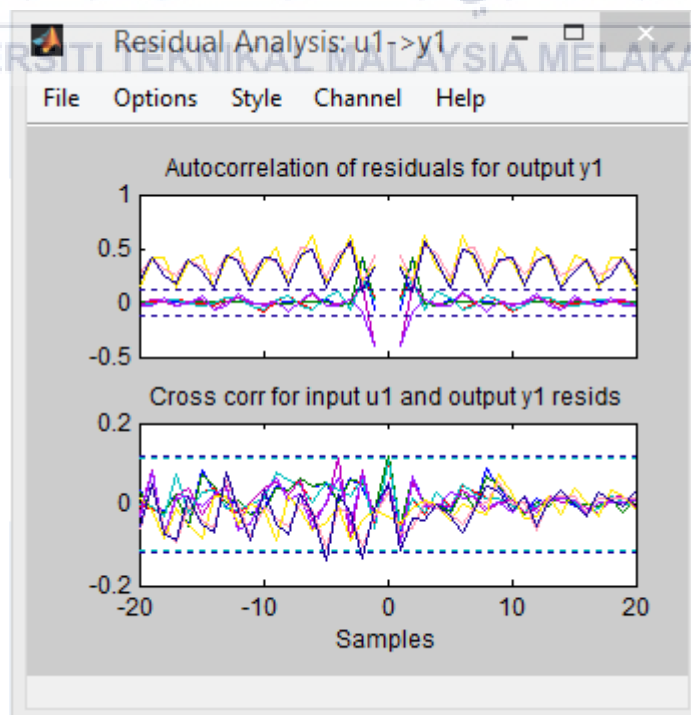 Residual Analysis: u1->y1
ERSITI TEKNIKAL MALAYSIA MELAKA
File Options Style Channel Help
Autocorrelation of residuals for output y1
1
0.5
0
-0.5
Cross corr for input u1 and output y1 resids
0.2
0
-0.2
-20 -10 0 10 20
Samples